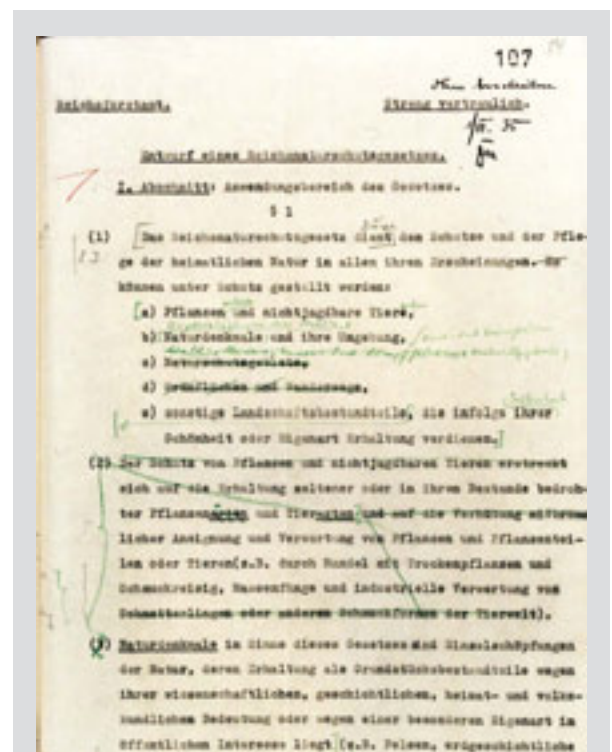 107
Reichsforstamt. Streng vertraulich.
Entwurf eines Reichsnaturschutzgesetzes.
I. Abschnitt: Anwendungsbereich des Gesetzes.
§ 1
(1) Das Reichsnaturschutzgesetz dient dem Schutze und der Pfle-
ge der heimatlichen Natur in allen ihren Erscheinungen. Es
können unter Schutz gestellt werden:
a) Pflanzen und nichtjagdbare Tiere,
b) Naturdenkmale und ihre Umgebung,
c) Naturschutzgebiete,
d) und
e) sonstige Landschaftsbestandteile, die infolge ihrer
Schönheit oder Eigenart Erhaltung verdienen.
(2) Der Schutz von Pflanzen und nichtjagdbaren Tieren erstreckt
sich auf die Erhaltung seltener oder in ihrem Bestande bedroh-
ter Pflanzenarten und Tierarten und auf die Verhütung
licher Aneignung und Verwertung von Pflanzen und Pflanzentei-
len oder Tieren (z.B. durch Handel mit Trockenpflanzen und
Schmuckreisig, Massenfänge und industrielle Verwertung von
Schmetterlingen oder anderen Schmuckformen der Tierwelt).
(3) Naturdenkmale im Sinne dieses Gesetzes sind Einzelschöpfungen
der Natur, deren Erhaltung als Grundstücksbestandteile wegen
ihrer wissenschaftlichen, geschichtlichen, heimat- und volks-
kundlichen Bedeutung oder wegen einer besonderen Eigenart im
öffentlichen Interesse liegt (z.B. Felsen, erdgeschichtliche